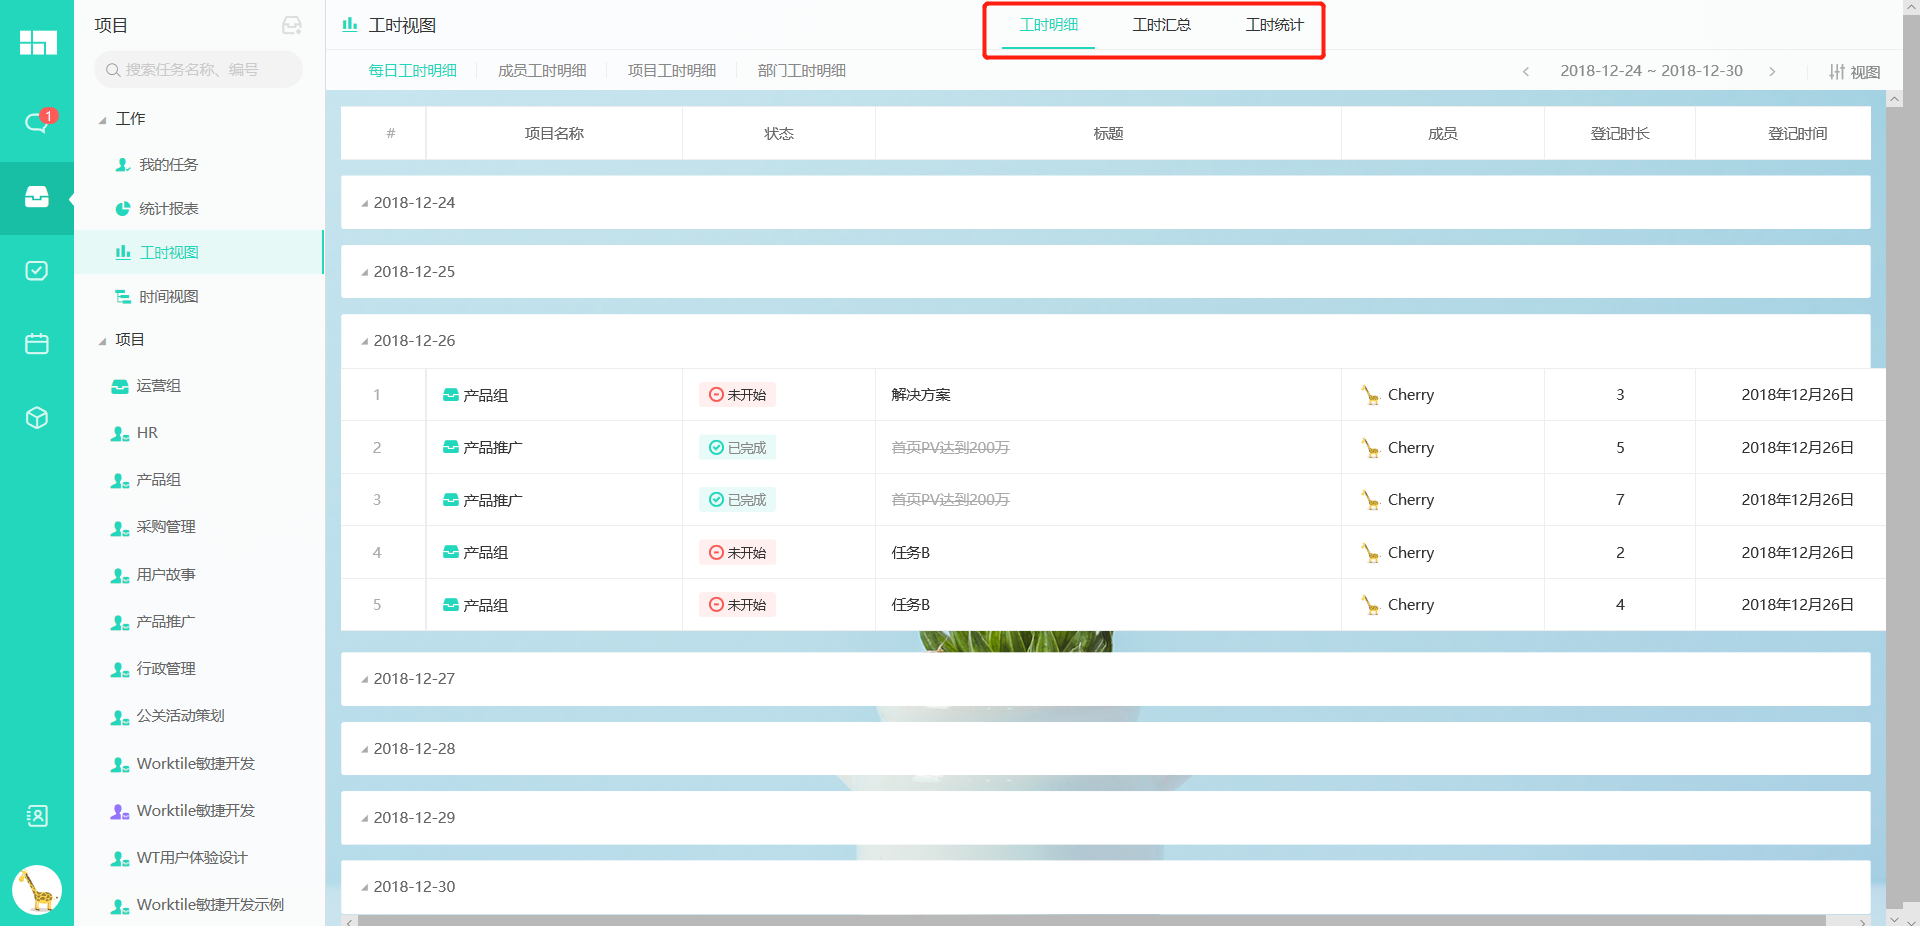 项目
搜索任务名称、编号
1
工作
我的任务
统计报表
工时视图
时间视图
项目
运营组
HR
产品组
采购管理
用户故事
产品推广
行政管理
公关活动策划
Worktile敏捷开发
Worktile敏捷开发
WT用户体验设计
Worktile敏捷开发示例
工时视图
工时明细 工时汇总 工时统计
每日工时明细 成员工时明细 项目工时明细 部门工时明细 2018-12-24 ~ 2018-12-30 视图
# 项目名称 状态 标题 成员 登记时长 登记时间
2018-12-24
2018-12-25
2018-12-26
1 产品组 未开始 解决方案 Cherry 3 2018年12月26日
2 产品推广 已完成 首页PV达到200万 Cherry 5 2018年12月26日
3 产品推广 已完成 首页PV达到200万 Cherry 7 2018年12月26日
4 产品组 未开始 任务B Cherry 2 2018年12月26日
5 产品组 未开始 任务B Cherry 4 2018年12月26日
2018-12-27
2018-12-28
2018-12-29
2018-12-30